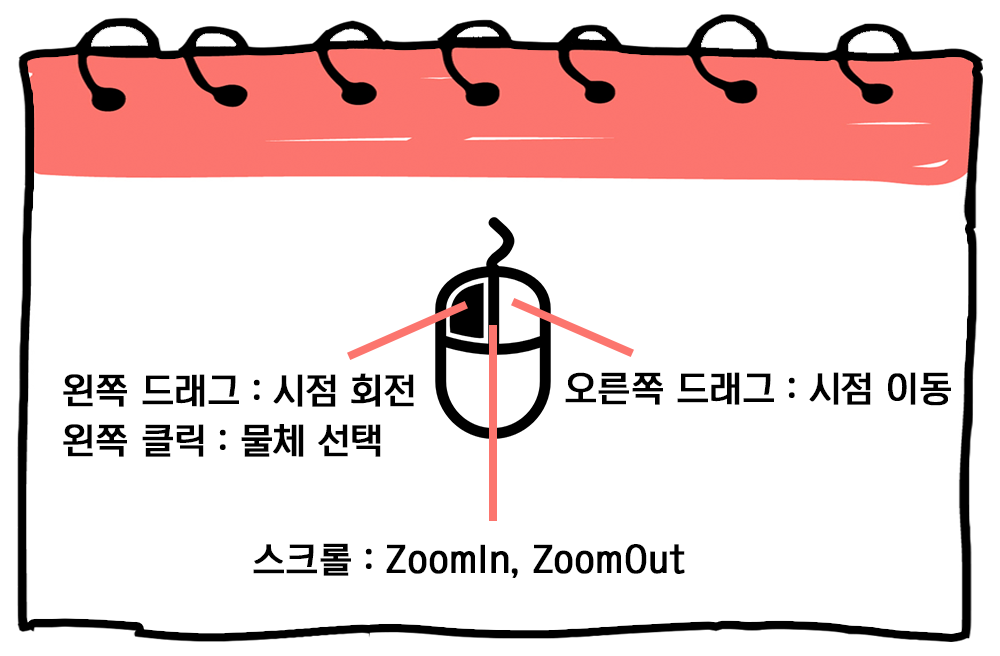 왼쪽 드래그 : 시점 회전
왼쪽 클릭 : 물체 선택
오른쪽 드래그 : 시점 이동
스크롤 : ZoomIn, ZoomOut